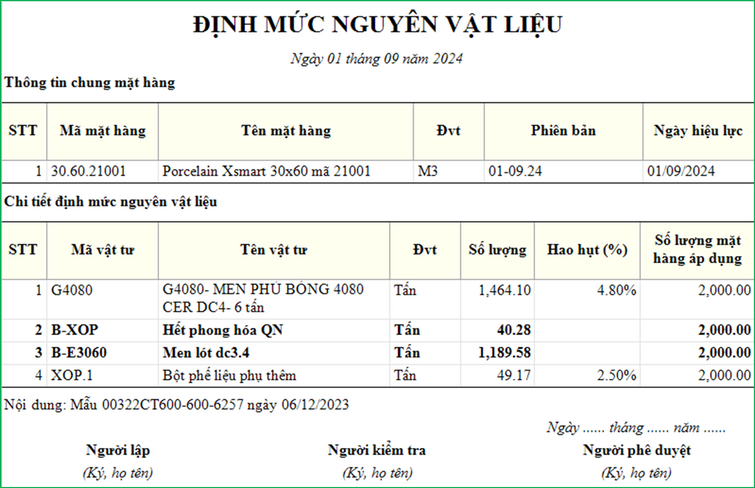 ĐỊNH MỨC NGUYÊN VẬT LIỆU
Ngày 01 tháng 09 năm 2024
Thông tin chung mặt hàng
STT Mã mặt hàng Tên mặt hàng Đvt Phiên bản Ngày hiệu lực
1 30.60.21001 Porcelain Xsmart 30x60 mã 21001 M3 01-09.24 01/09/2024
Chi tiết định mức nguyên vật liệu
STT Mã vật tư Tên vật tư Đvt Số lượng Hao hụt (%) Số lượng mặt
hàng áp dụng
1 G4080 G4080- MEN PHỦ BÓNG 4080 Tấn 1,464.10 4.80% 2,000.00
CER DC4- 6 tấn
2 B-XOP Hết phong hóa QN Tấn 40.28 2,000.00
3 B-E3060 Men lót dc3.4 Tấn 1,189.58 2,000.00
4 XOP.1 Bột phế liệu phụ thêm Tấn 49.17 2.50% 2,000.00
Nội dung: Mẫu 00322CT600-600-6257 ngày 06/12/2023
Ngày ...... tháng ...... năm ......
Người lập Người kiểm tra Người phê duyệt
(Ký, họ tên) (Ký, họ tên) (Ký, họ tên)